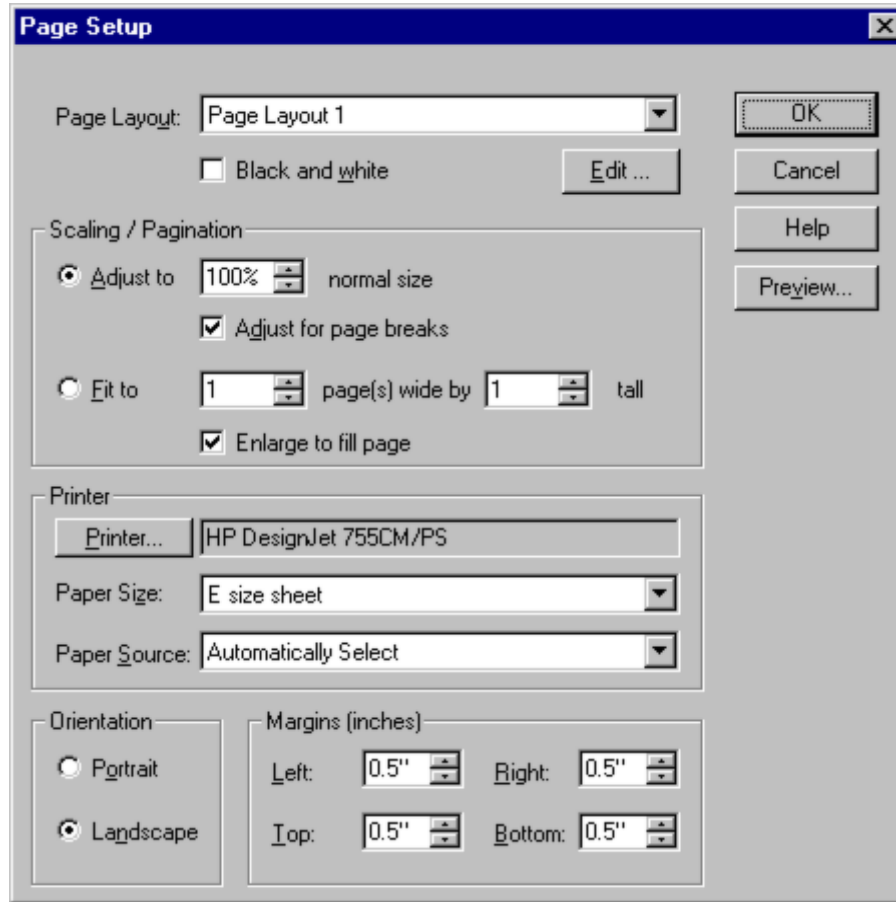 Page Setup
Page Layout: Page Layout 1
OK
Black and white Edit ...
Cancel
Scaling / Pagination
Help
Adjust to 100% normal size
Preview...
Adjust for page breaks
Fit to 1 page(s) wide by 1 tall
Enlarge to fill page
Printer
Printer... HP DesignJet 755CM/PS
Paper Size: E size sheet
Paper Source: Automatically Select
Orientation
Portrait
Landscape
Margins (inches)
Left: 0.5" Right: 0.5"
Top: 0.5" Bottom: 0.5"